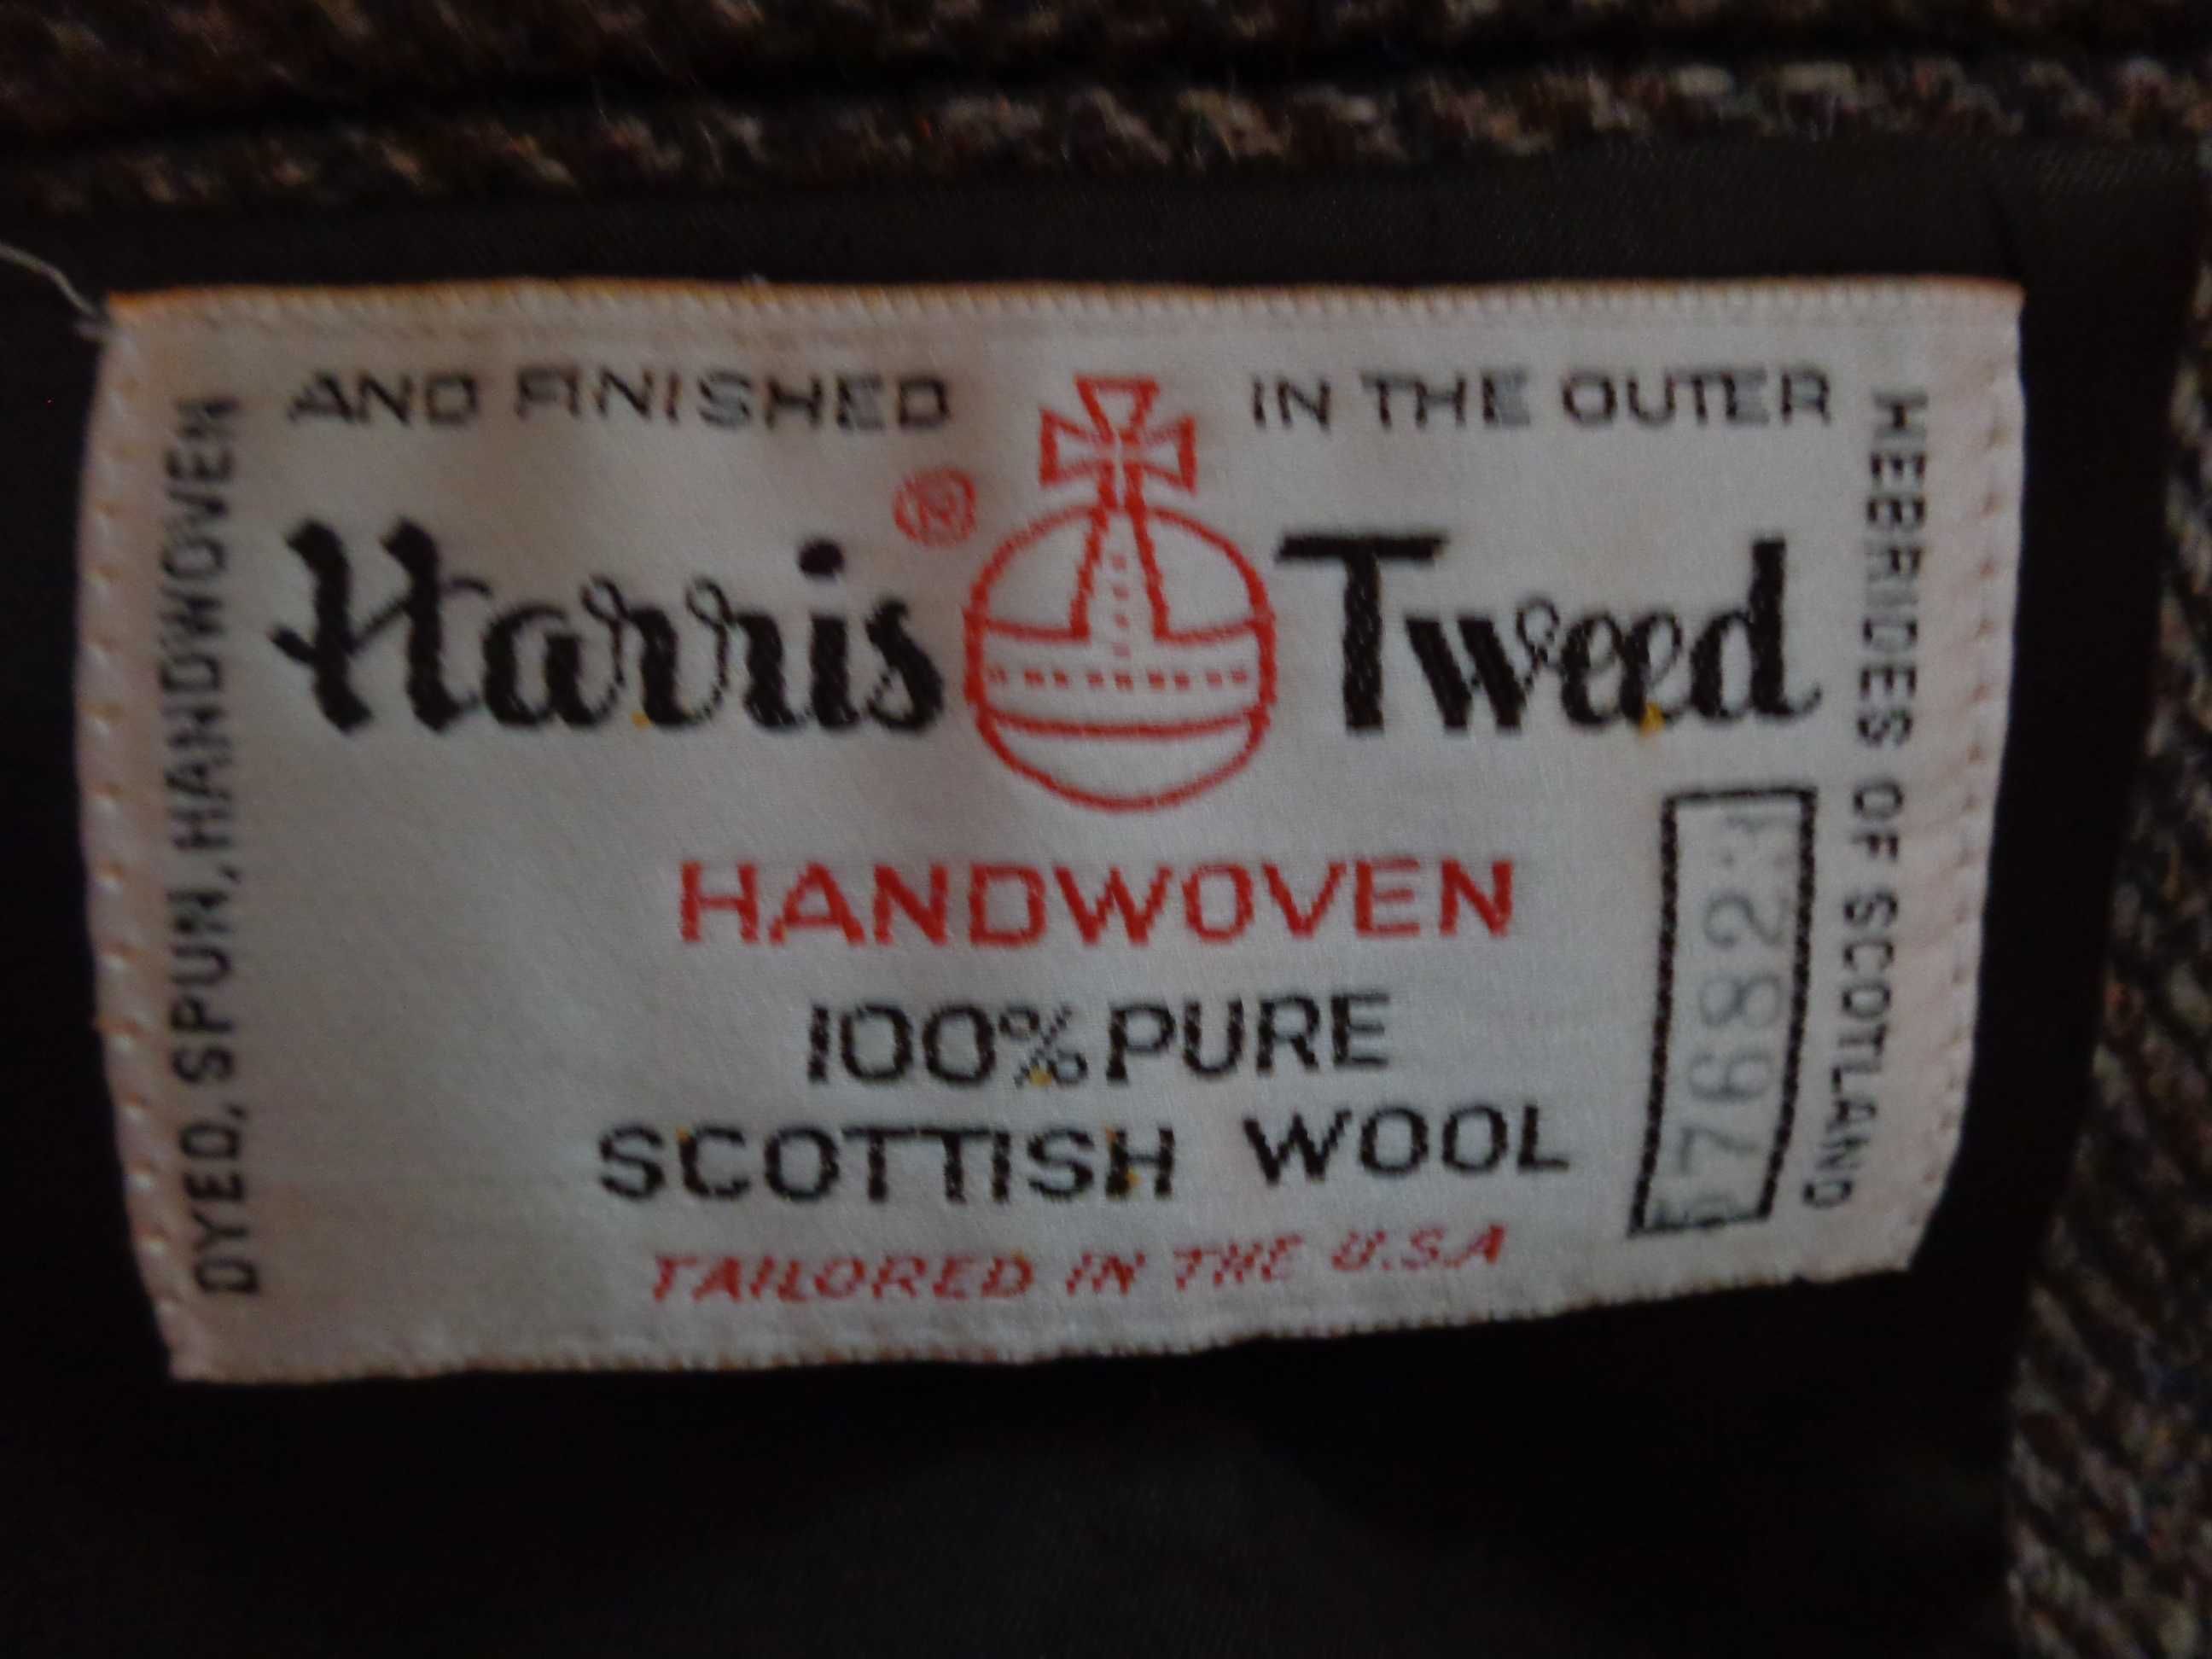 DYED, SPUN, HANDWOVEN
AND FINISHED IN THE OUTER
HEBRIDES OF SCOTLAND
Harris ® Tweed
HANDWOVEN
100% PURE
SCOTTISH WOOL
TAILORED IN THE U.S.A